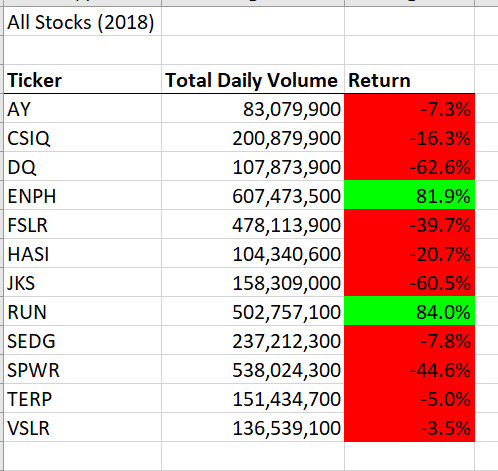 All Stocks (2018)
Ticker Total Daily Volume Return
AY 83,079,900 -7.3%
CSIQ 200,879,900 -16.3%
DQ 107,873,900 -62.6%
ENPH 607,473,500 81.9%
FSLR 478,113,900 -39.7%
HASI 104,340,600 -20.7%
JKS 158,309,000 -60.5%
RUN 502,757,100 84.0%
SEDG 237,212,300 -7.8%
SPWR 538,024,300 -44.6%
TERP 151,434,700 -5.0%
VSLR 136,539,100 -3.5%